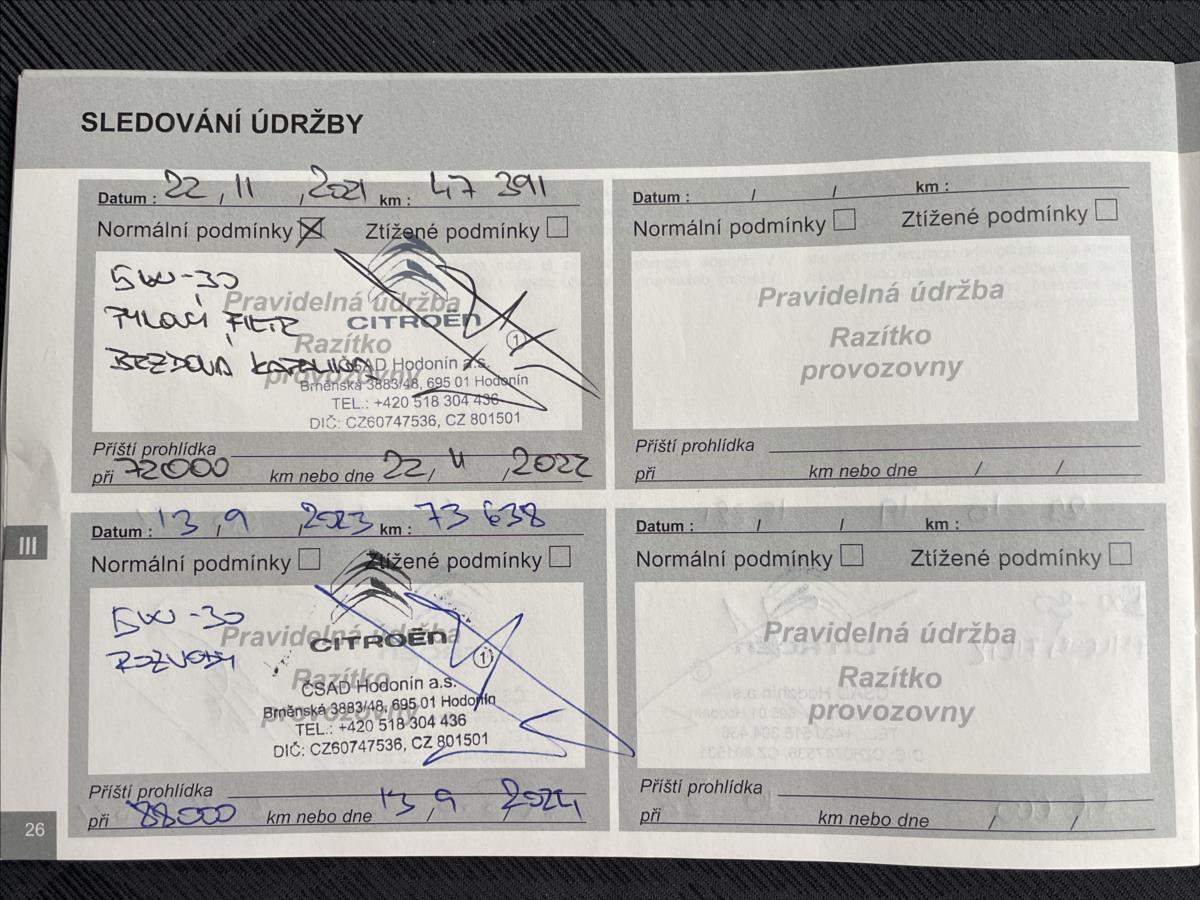 SLEDOVÁNÍ ÚDRŽBY
Datum : 22 , 11 , 2021 km : 47 391
Normální podmínky Ztížené podmínky
5W-30
PYLOVÝ FILTR
BRZDOVÁ KAPALINA
Pravidelná údržba
Razítko
provozovny
CITROËN
1
ČSAD Hodonín a.s.
Brněnská 3883/48, 695 01 Hodonín
TEL.: +420 518 304 436
DIČ: CZ60747536, CZ 801501
Příští prohlídka
při 72000 km nebo dne 22, 11 , 2022
Datum : 13 , 9 , 2023 km : 73 638
Normální podmínky Ztížené podmínky
5W-30
ROZVODY
Pravidelná údržba
Razítko
provozovny
CITROËN
1
ČSAD Hodonín a.s.
Brněnská 3883/48, 695 01 Hodonín
TEL.: +420 518 304 436
DIČ: CZ60747536, CZ 801501
Příští prohlídka
při 88000 km nebo dne 13 , 9 , 2024
Datum : / / km :
Normální podmínky Ztížené podmínky
Pravidelná údržba
Razítko
provozovny
Příští prohlídka
při km nebo dne / /
Datum : / / km :
Normální podmínky Ztížené podmínky
Pravidelná údržba
Razítko
provozovny
Příští prohlídka
při km nebo dne / /
III
26